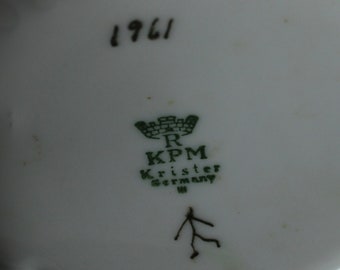 1961
R
KPM
Krister
Germany